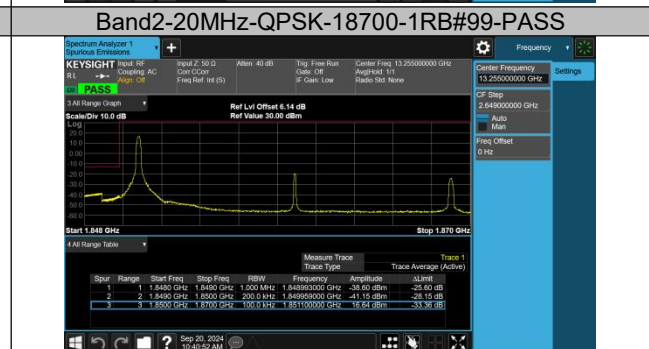 Band2-20MHz-QPSK-18700-1RB#99-PASS
Spectrum Analyzer 1
Spurious Emissions
Frequency
KEYSIGHT Input: RF Input Z: 50 Ω Atten: 40 dB Trig: Free Run Center Freq: 13.255000000 GHz
R L Coupling: AC Corr CCorr Gate: Off Avg|Hold: 1/1
Align: Off Freq Ref: Int (S) IF Gain: Low Radio Std: None
PASS
Center Frequency
13.255000000 GHz
Settings
CF Step
2.649000000 GHz
Auto
Man
Freq Offset
0 Hz
3 All Range Graph
Ref Lvl Offset 6.14 dB
Scale/Div 10.0 dB Ref Value 30.00 dBm
Log
20.0
10.0
0.00
-10.0
-20.0
-30.0
-40.0
-50.0
-60.0
Start 1.848 GHz Stop 1.870 GHz
4 All Range Table
Measure Trace Trace 1
Trace Type Trace Average (Active)
Spur Range Start Freq Stop Freq RBW Frequency Amplitude ΔLimit
1 1 1.8480 GHz 1.8490 GHz 1.000 MHz 1.848993000 GHz -38.60 dBm -25.60 dB
2 2 1.8490 GHz 1.8500 GHz 200.0 kHz 1.849959000 GHz -41.15 dBm -28.15 dB
3 3 1.8500 GHz 1.8700 GHz 100.0 kHz 1.851100000 GHz 16.64 dBm -33.36 dB
Sep 20, 2024
10:40:52 AM